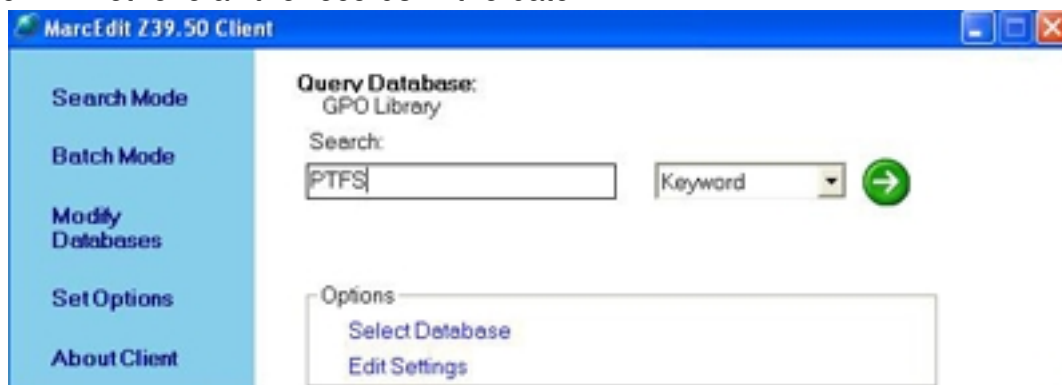 MarcEdit Z39.50 Client
Search Mode
Batch Mode
Modify
Databases
Set Options
About Client
Query Database:
GPO Library
Search:
PTFS
Keyword
Options
Select Database
Edit Settings